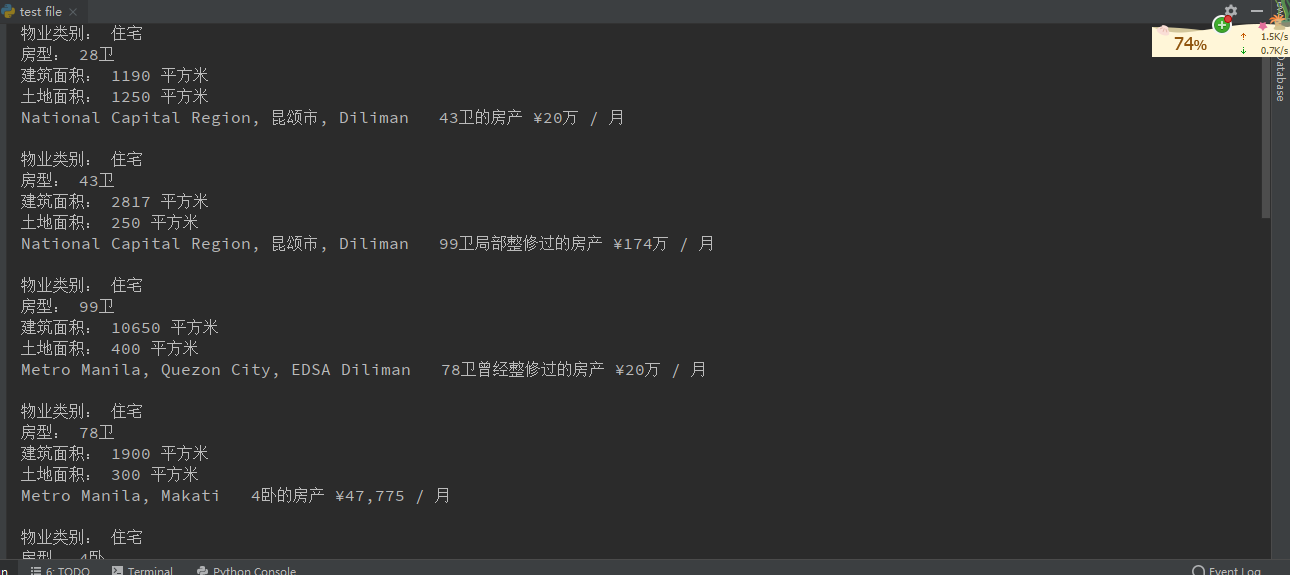 test file
物业类别: 住宅
房型: 28卫
建筑面积: 1190 平方米
土地面积: 1250 平方米
National Capital Region, 昆颂市, Diliman   43卫的房产 ¥20万 / 月
物业类别: 住宅
房型: 43卫
建筑面积: 2817 平方米
土地面积: 250 平方米
National Capital Region, 昆颂市, Diliman   99卫局部整修过的房产 ¥174万 / 月
物业类别: 住宅
房型: 99卫
建筑面积: 10650 平方米
土地面积: 400 平方米
Metro Manila, Quezon City, EDSA Diliman   78卫曾经整修过的房产 ¥20万 / 月
物业类别: 住宅
房型: 78卫
建筑面积: 1900 平方米
土地面积: 300 平方米
Metro Manila, Makati   4卧的房产 ¥47,775 / 月
物业类别: 住宅
房型: 4卧
74%
↑ 1.5K/s
↓ 0.7K/s
Database
6: TODO
Terminal
Python Console
Event Log